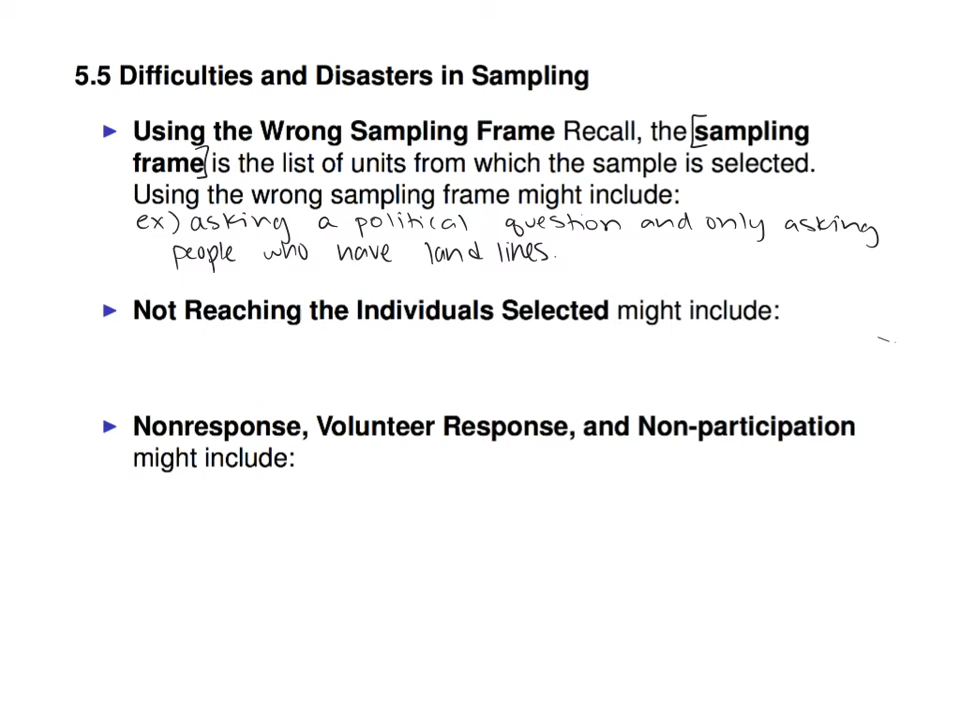 5.5 Difficulties and Disasters in Sampling
▶ Using the Wrong Sampling Frame Recall, the [sampling
frame] is the list of units from which the sample is selected.
Using the wrong sampling frame might include:
ex) asking a political question and only asking
people who have land lines.
▶ Not Reaching the Individuals Selected might include:
▶ Nonresponse, Volunteer Response, and Non-participation
might include: